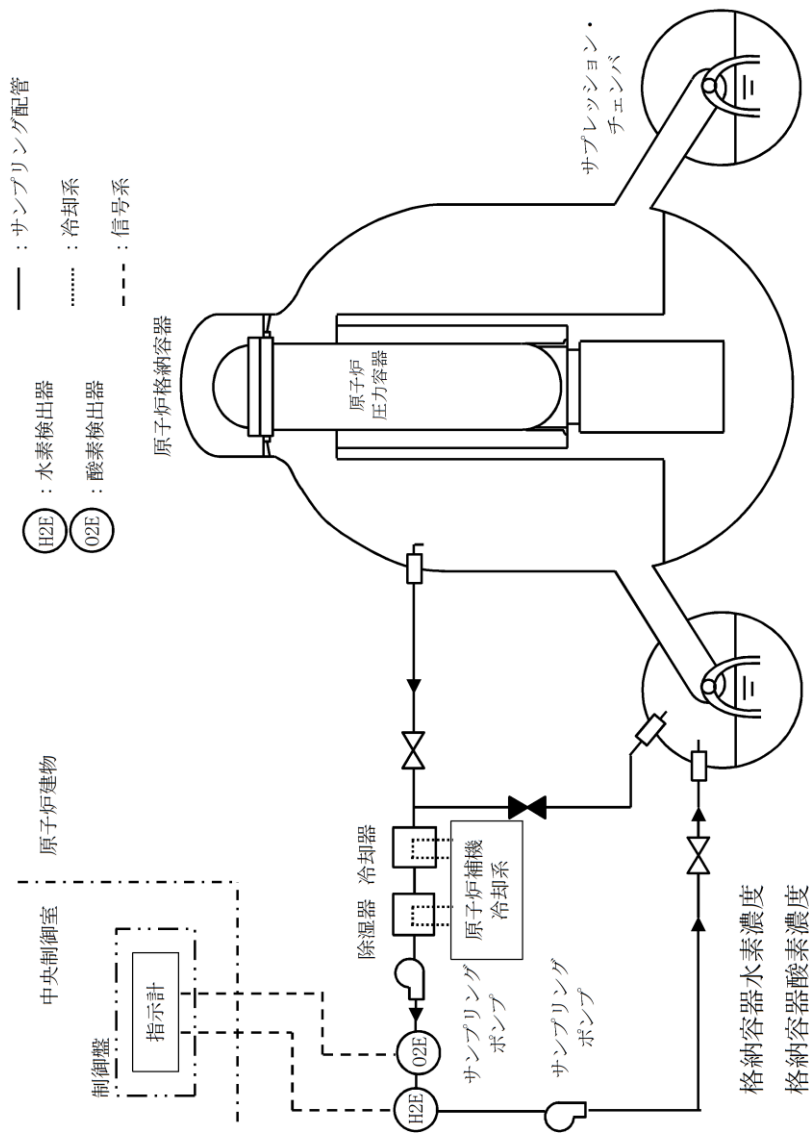 ：サンプリング配管
：冷却系
：信号系
H2E
：水素検出器
O2E
：酸素検出器
原子炉格納容器
原子炉建物
中央制御室
制御盤
指示計
原子炉
圧力容器
サプレッション・
チェンバ
冷却器
除湿器
原子炉補機
冷却系
サンプリング
ポンプ
サンプリング
ポンプ
O2E
H2E
格納容器水素濃度
格納容器酸素濃度